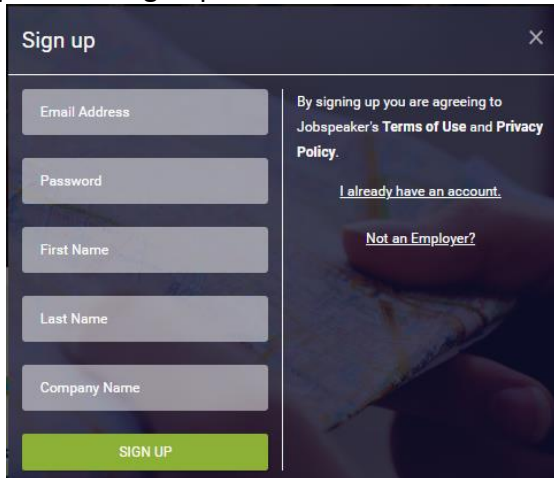 Sign up
×
Email Address
Password
First Name
Last Name
Company Name
SIGN UP
By signing up you are agreeing to
Jobspeaker's Terms of Use and Privacy
Policy.
I already have an account.
Not an Employer?